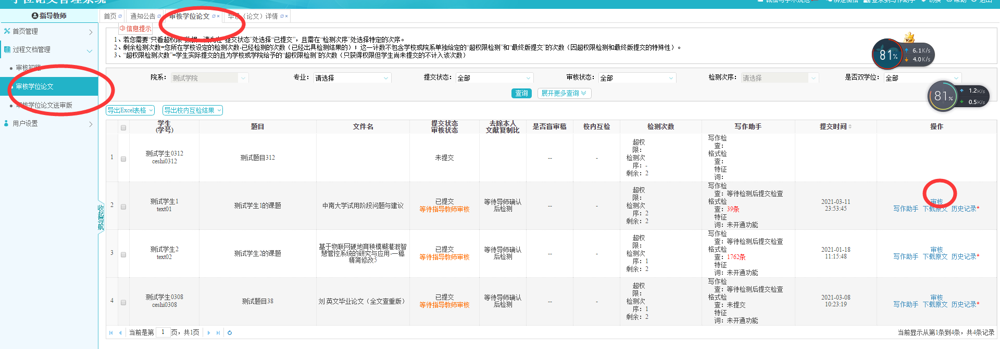 学位论文管理系统
诚信与学术规范 绑定微信 登录到写作助手 切换 帮助 退出
指导教师
首页 通知公告 审核学位论文 毕设（论文）详情
首页管理
过程文档管理
审核初稿
审核学位论文
审核学位论文送审版
用户设置
收起导航
信息提示
1、若您需要“只看超权限”数据，请先在“提交状态”处选择“已提交”，且需在“检测次序”处选择特定的次序。
2、剩余检测次数=您所在学校设定的检测次数-已经检测的次数（已经出具检测结果的）；这一计数不包含学校或院系单独给定的“超权限检测”和“最终版提交”的次数（因超权限检测和最终版提交的特殊性）。
3、“超权限检测次数”=学生实际提交的且为学校或学院给予的“超权限检测”的次数（只获得权限但学生尚未提交的不计入该次数）
VIP
81%
6.1K/s
4.0K/s
院系： 测试学院 专业： 请选择 提交状态： 全部 审核状态： 全部 检测次序： 请选择 是否双学位： 全部
查询 展开更多查询
81%
1.2K/s
0.5K/s
导出Excel表格 导出校内互检结果
学生
(学号)
题目
文件名
提交状态
审核状态
去除本人
文献复制比
是否盲审稿
校内互检
检测次数
写作助手
提交时间
操作
1
测试学生0312
ceshi0312
测试题目312
未提交
--
-
超权
限：
检测次
序：-
剩余：2
写作检
查：
格式检
查：
特征
词：
2
测试学生1
text01
测试学生1的课题
中南大学试用阶段问题与建议
已提交
等待指导教师审核
等待导师确认
后检测
--
-
超权
限：
检测次
序：2
剩余：2
写作检
查：等待检测后提交检查
格式检
查：39条
特征
词：未开通功能
2021-03-11
23:53:45
审核
写作助手 下载原文 历史记录*
3
测试学生2
text02
测试学生2的课题
基于物联网硬地育秧模糊灌溉智
慧管控系统的研究与应用-一稿
精简修改5
已提交
等待指导教师审核
等待导师确认
后检测
--
-
超权
限：
检测次
序：1
剩余：2
写作检
查：等待检测后提交检查
格式检
查：1762条
特征
词：未开通功能
2021-01-18
11:15:48
审核
写作助手 下载原文 历史记录*
4
测试学生0308
ceshi0308
测试题目38
刘 英文毕业论文（全文查重版）
已提交
等待指导教师审核
等待导师确认
后检测
--
-
超权
限：
检测次
序：1
剩余：2
写作检
查：等待检测后提交检查
格式检
查：未提交
特征
词：未开通功能
2021-03-08
10:23:19
审核
写作助手 下载原文 历史记录*
当前是第 1 页，共1页
当前显示从第1条到4条，共4条记录